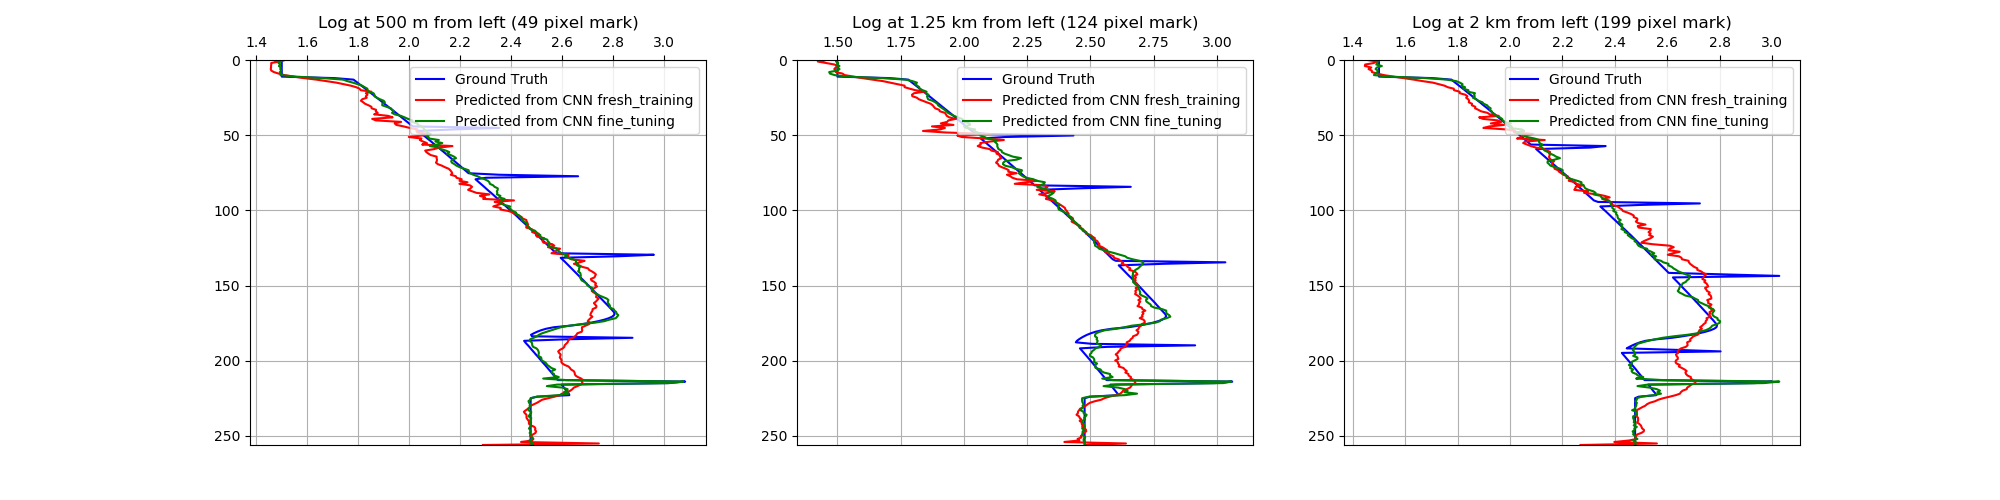 Log at 500 m from left (49 pixel mark)
1.4 1.6 1.8 2.0 2.2 2.4 2.6 2.8 3.0
0
50
100
150
200
250
Ground Truth
Predicted from CNN fresh_training
Predicted from CNN fine_tuning
Log at 1.25 km from left (124 pixel mark)
1.50 1.75 2.00 2.25 2.50 2.75 3.00
0
50
100
150
200
250
Ground Truth
Predicted from CNN fresh_training
Predicted from CNN fine_tuning
Log at 2 km from left (199 pixel mark)
1.4 1.6 1.8 2.0 2.2 2.4 2.6 2.8 3.0
0
50
100
150
200
250
Ground Truth
Predicted from CNN fresh_training
Predicted from CNN fine_tuning